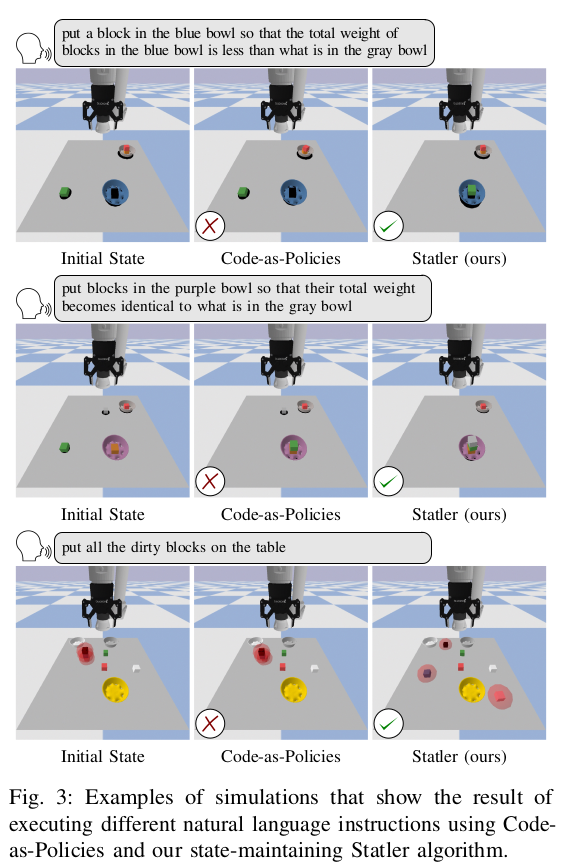 put a block in the blue bowl so that the total weight of
blocks in the blue bowl is less than what is in the gray bowl
Initial State
Code-as-Policies
Statler (ours)
put blocks in the purple bowl so that their total weight
becomes identical to what is in the gray bowl
Initial State
Code-as-Policies
Statler (ours)
put all the dirty blocks on the table
Initial State
Code-as-Policies
Statler (ours)
Fig. 3: Examples of simulations that show the result of
executing different natural language instructions using Code-
as-Policies and our state-maintaining Statler algorithm.